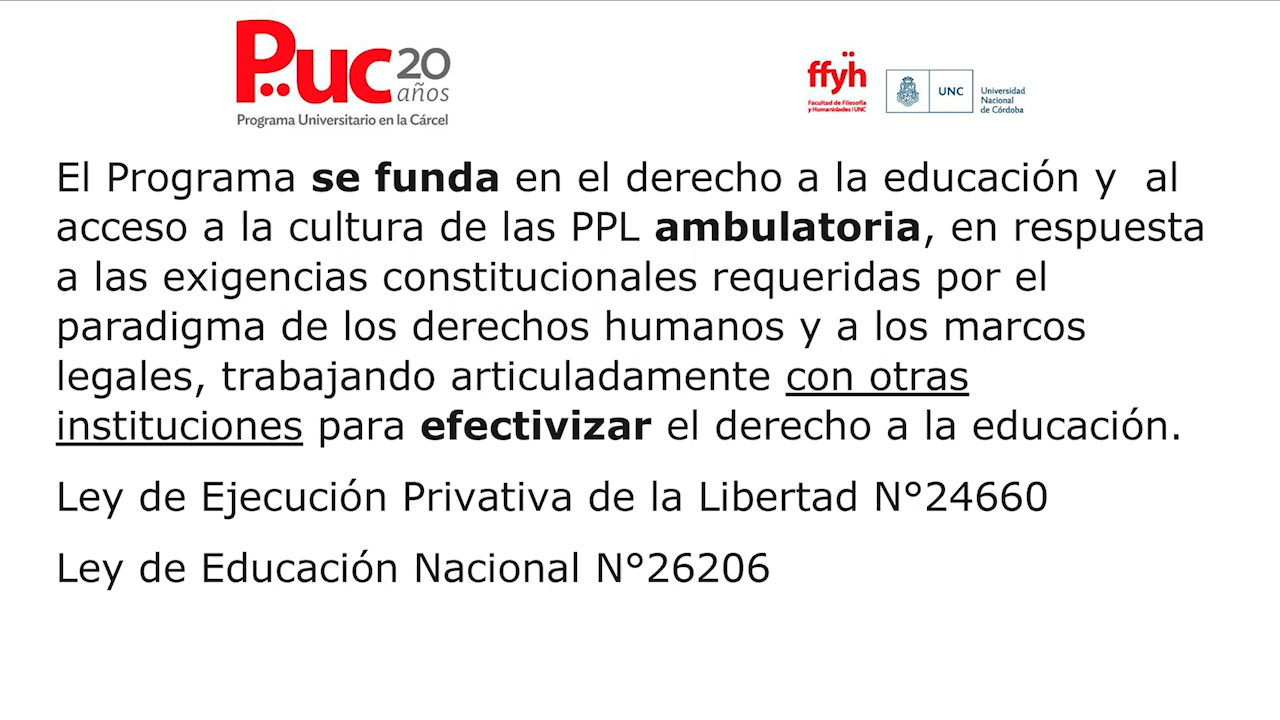 PUC 20 años
Programa Universitario en la Cárcel
ffyh
Facultad de Filosofía
y Humanidades | UNC
UNC
Universidad
Nacional
de Córdoba
El Programa se funda en el derecho a la educación y  al
acceso a la cultura de las PPL ambulatoria, en respuesta
a las exigencias constitucionales requeridas por el
paradigma de los derechos humanos y a los marcos
legales, trabajando articuladamente con otras
instituciones para efectivizar el derecho a la educación.
Ley de Ejecución Privativa de la Libertad N°24660
Ley de Educación Nacional N°26206